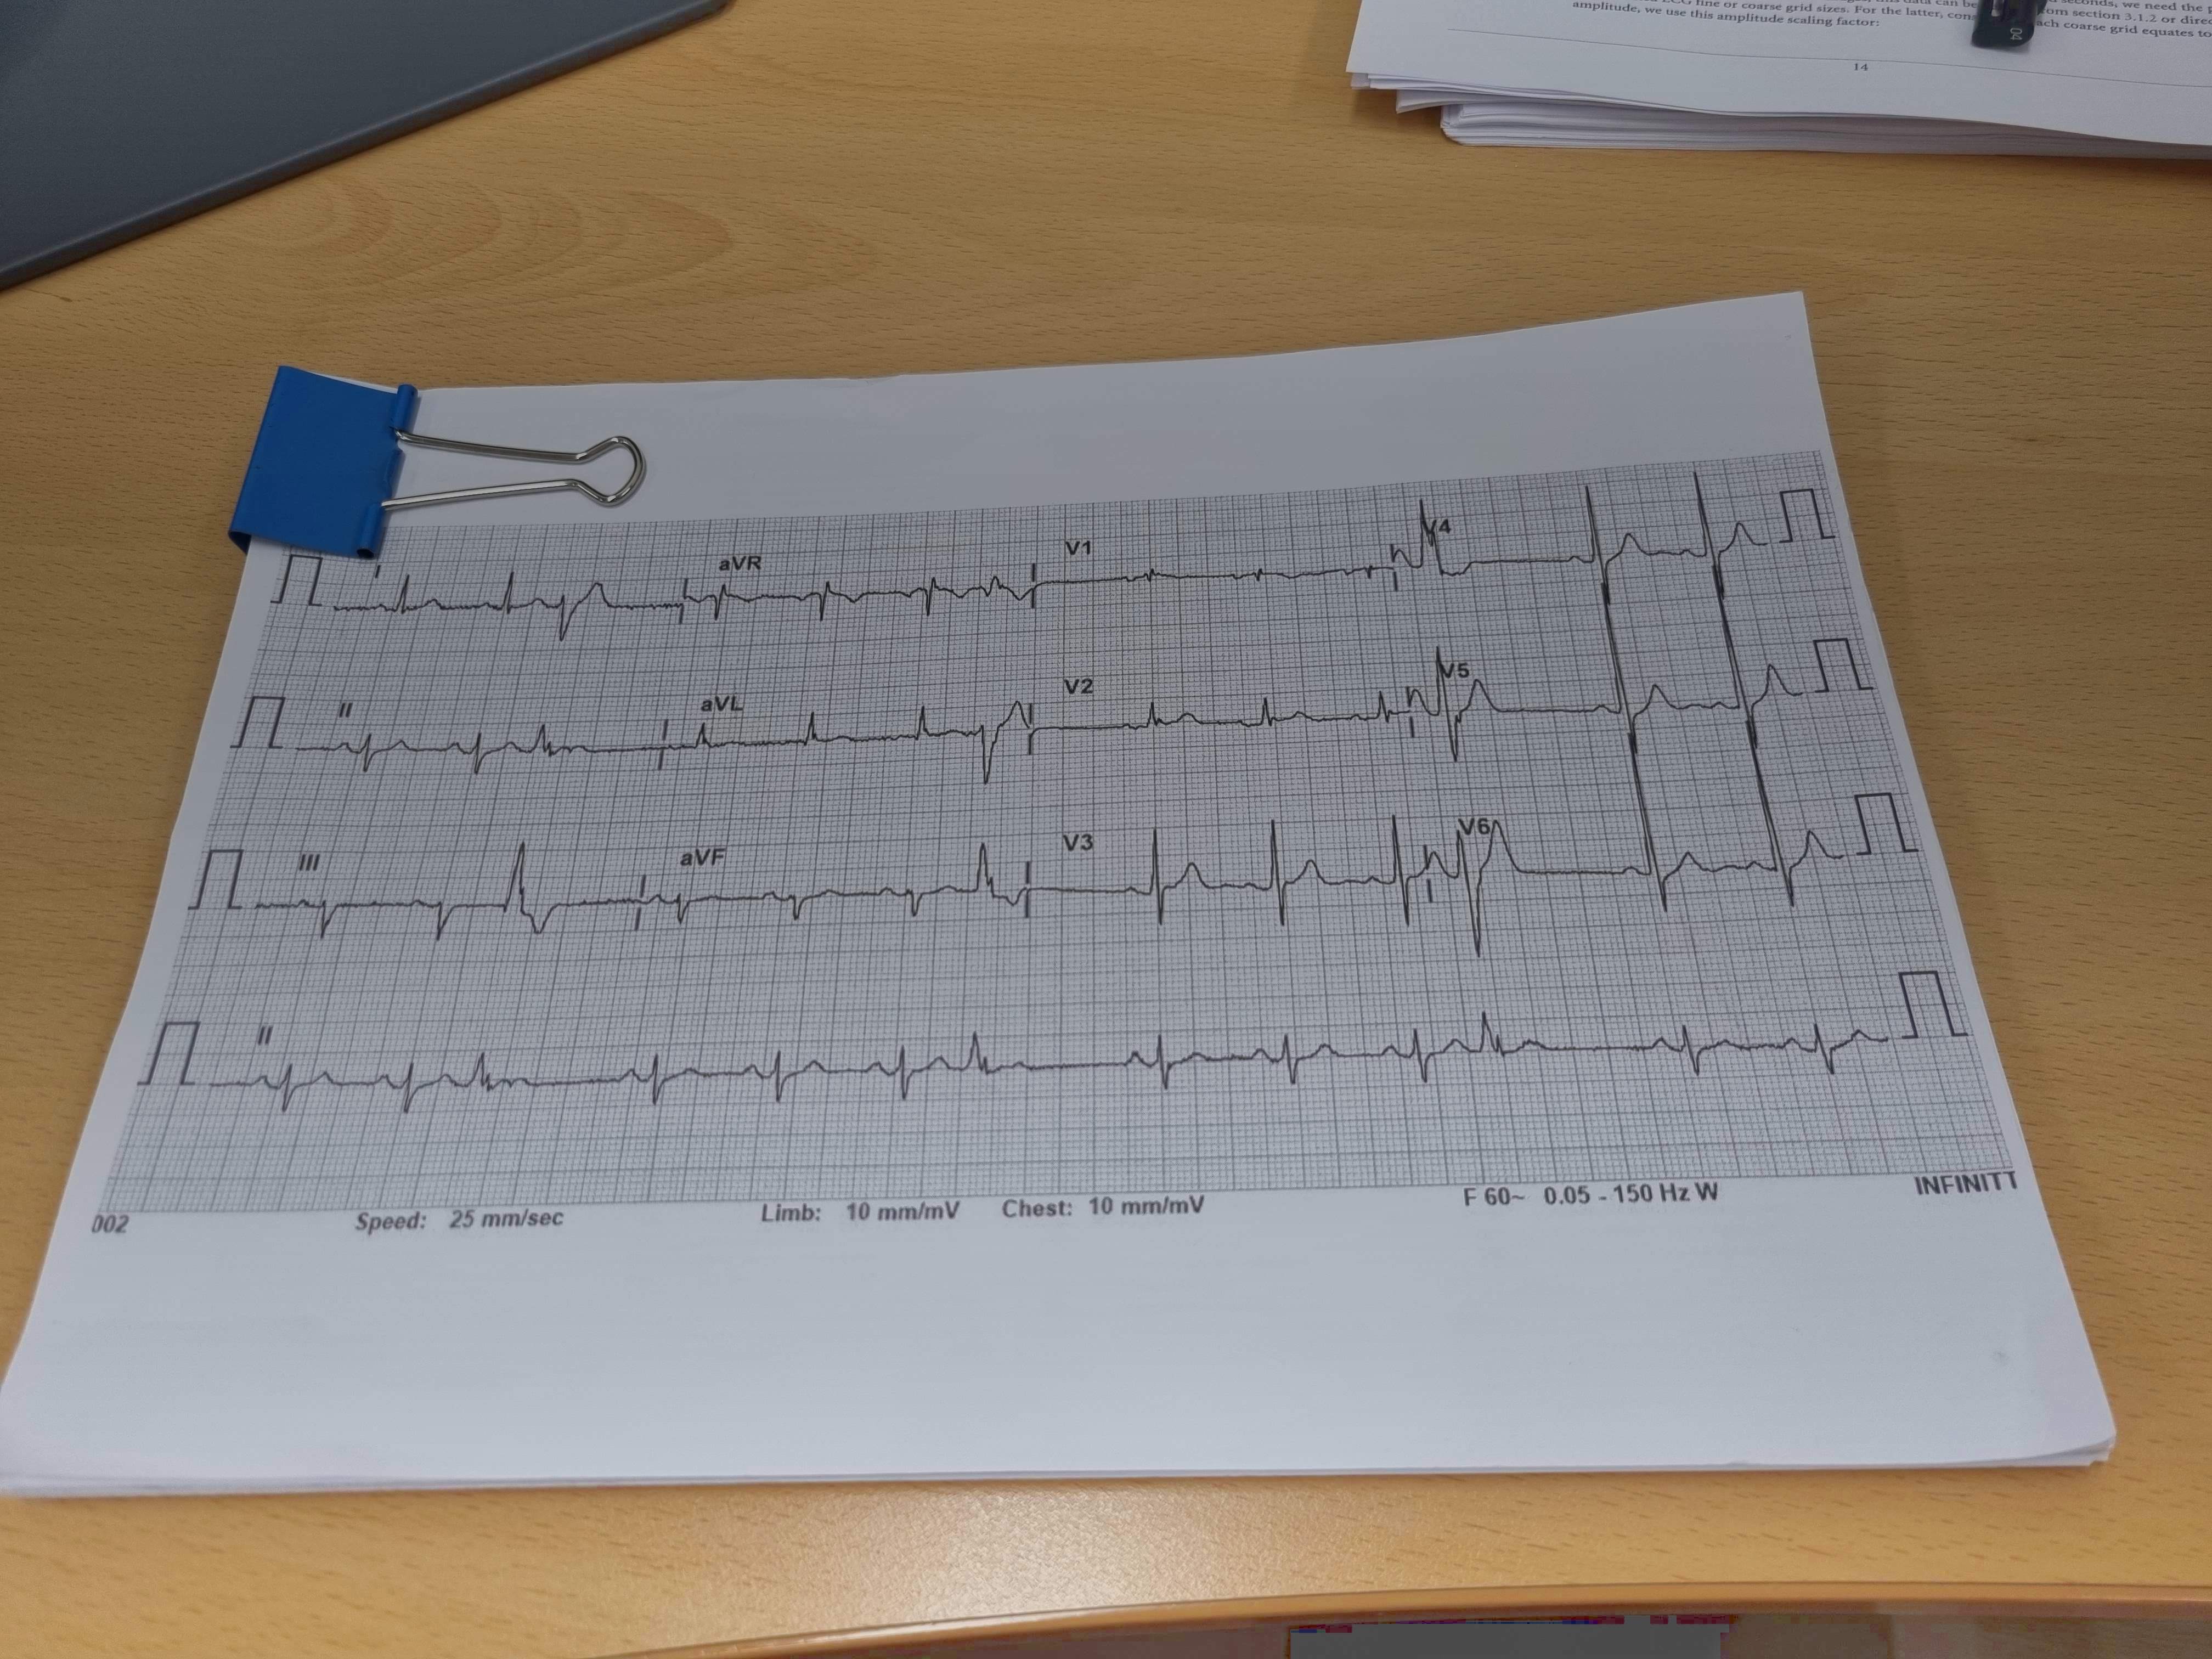 amplitude, we use this amplitude scaling factor:
14
04
I
aVR
V1
V4
II
aVL
V2
V5
III
aVF
V3
V6
II
002 Speed: 25 mm/sec Limb: 10 mm/mV Chest: 10 mm/mV F 60~ 0.05 - 150 Hz W INFINITT